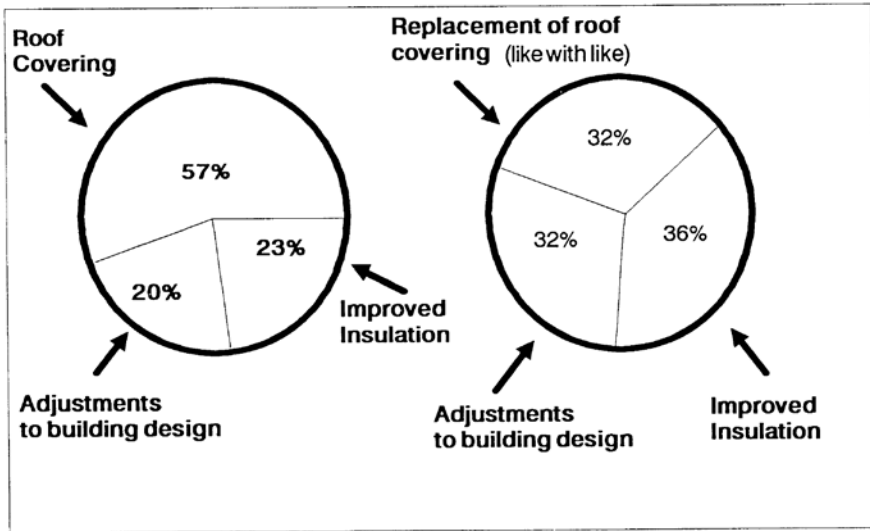 Roof
Covering
57%
23%
20%
Improved
Insulation
Adjustments
to building design
Replacement of roof
covering (like with like)
32%
32%
36%
Adjustments
to building design
Improved
Insulation